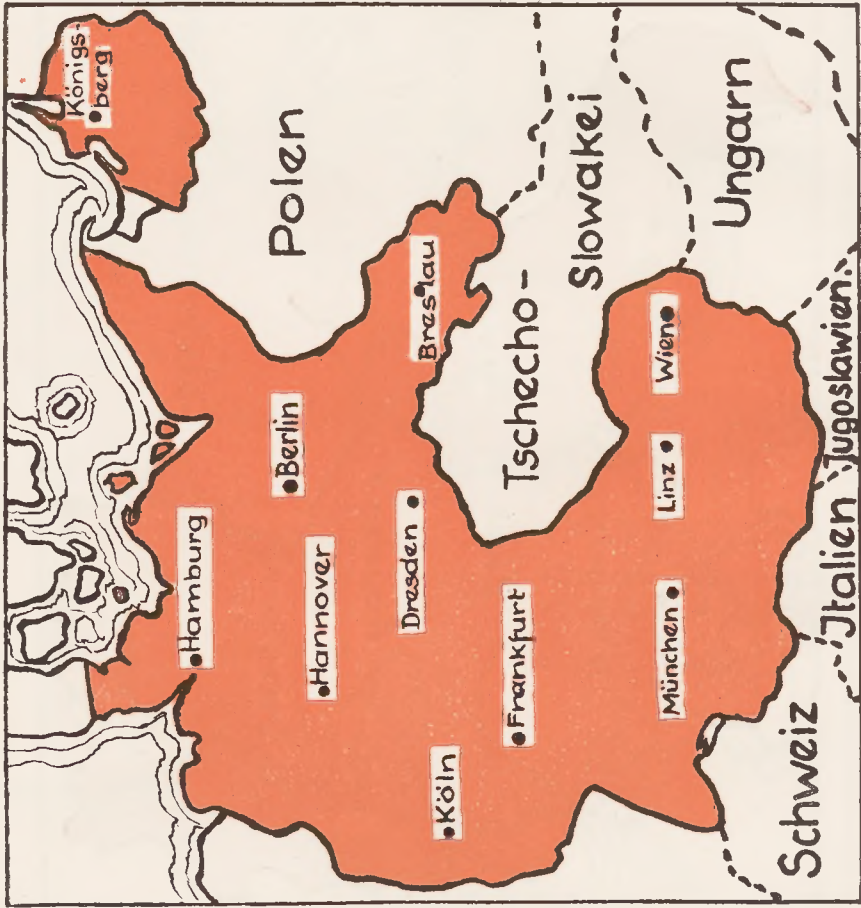 Königs-
berg
Polen
Hamburg
Berlin
Hannover
Breslau
Dresden
Köln
Frankfurt
Tschecho-
Slowakei
München
Linz
Wien
Ungarn
Schweiz
Italien
Jugoslawien